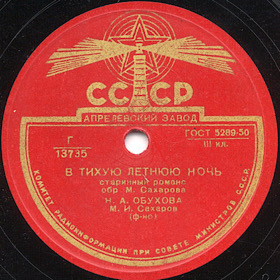 СССР
АПРЕЛЕВСКИЙ ЗАВОД
Г
13735
ГОСТ 5289-50
III кл.
В ТИХУЮ ЛЕТНЮЮ НОЧЬ
старинный романс
обр. М. Сахарова
Н. А. ОБУХОВА
М. И. Сахаров
(ф-но)
КОМИТЕТ РАДИОИНФОРМАЦИИ ПРИ СОВЕТЕ МИНИСТРОВ СССР